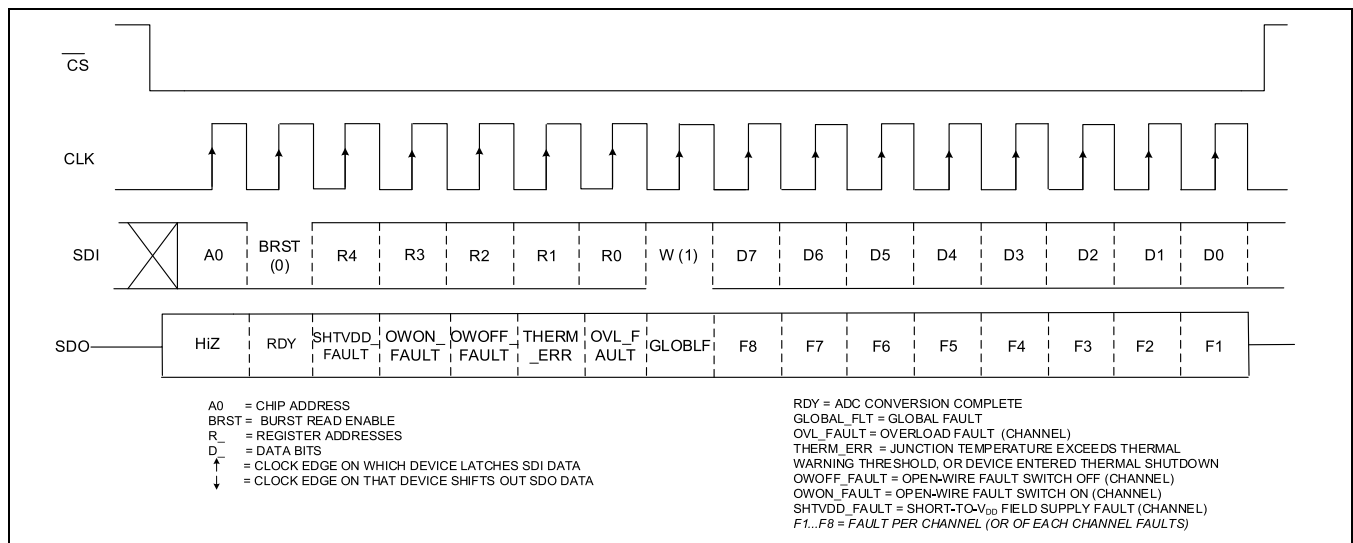 CS
CLK
SDI
A0 BRST (0) R4 R3 R2 R1 R0 W (1) D7 D6 D5 D4 D3 D2 D1 D0
SDO
HiZ RDY SHTVDD_ FAULT OWON_ FAULT OWOFF_ FAULT THERM _ERR OVL_F AULT GLOBLF F8 F7 F6 F5 F4 F3 F2 F1
A0 = CHIP ADDRESS
BRST = BURST READ ENABLE
R_ = REGISTER ADDRESSES
D_ = DATA BITS
↑ = CLOCK EDGE ON WHICH DEVICE LATCHES SDI DATA
↓ = CLOCK EDGE ON THAT DEVICE SHIFTS OUT SDO DATA
RDY = ADC CONVERSION COMPLETE
GLOBAL_FLT = GLOBAL FAULT
OVL_FAULT = OVERLOAD FAULT (CHANNEL)
THERM_ERR = JUNCTION TEMPERATURE EXCEEDS THERMAL
WARNING THRESHOLD, OR DEVICE ENTERED THERMAL SHUTDOWN
OWOFF_FAULT = OPEN-WIRE FAULT SWITCH OFF (CHANNEL)
OWON_FAULT = OPEN-WIRE FAULT SWITCH ON (CHANNEL)
SHTVDD_FAULT = SHORT-TO-VDD FIELD SUPPLY FAULT (CHANNEL)
F1...F8 = FAULT PER CHANNEL (OR OF EACH CHANNEL FAULTS)